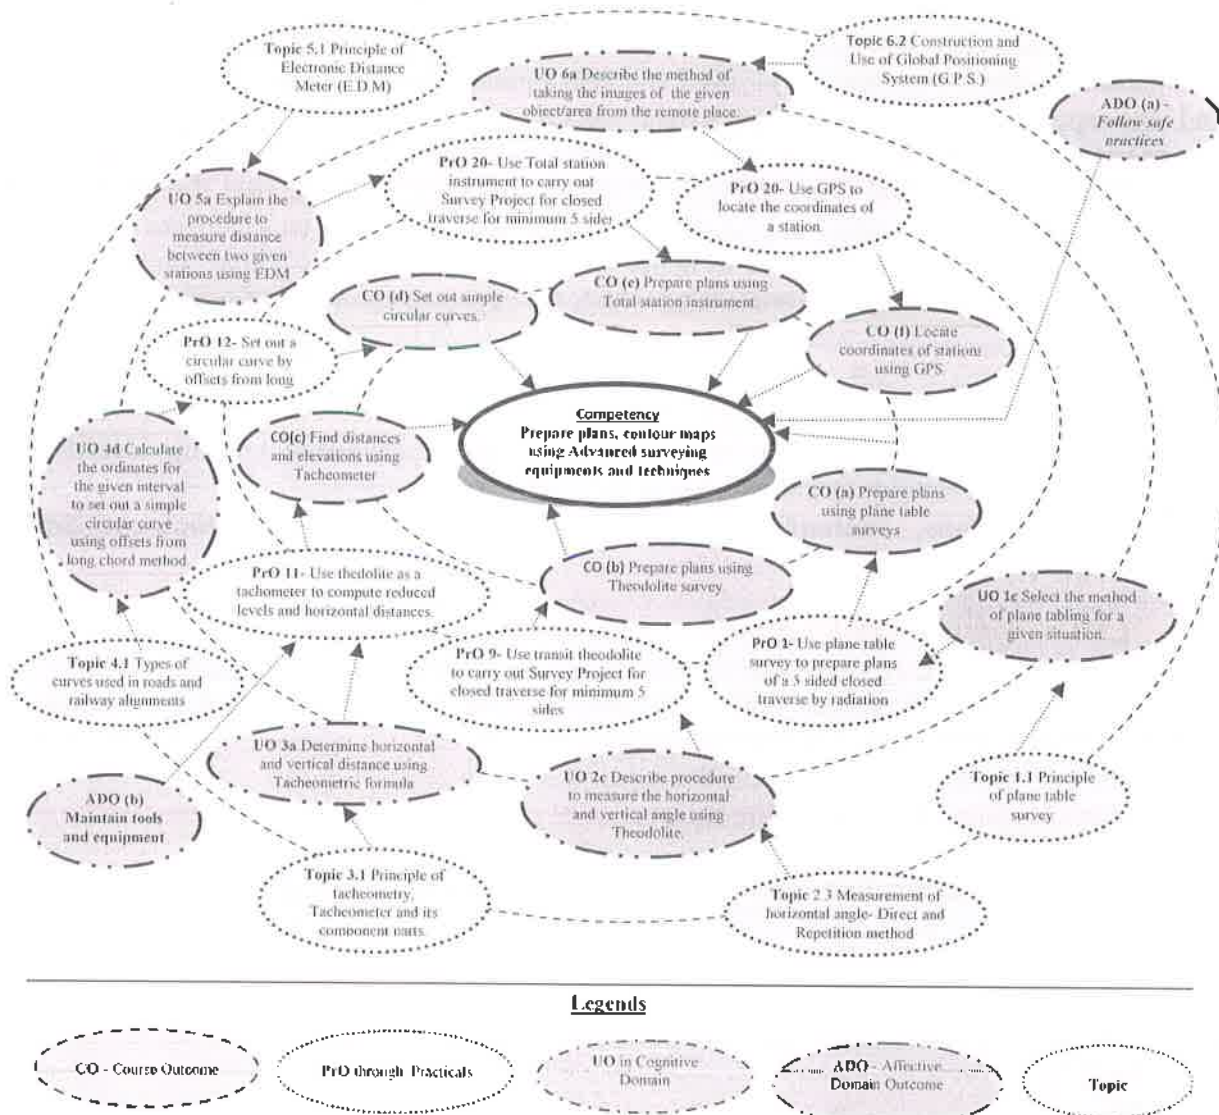 Topic 5.1 Principle of
Electronic Distance
Meter (E.D.M)
Topic 6.2 Construction and
Use of Global Positioning
System (G.P.S.)
UO 6a Describe the method of
taking the images of the given
object/area from the remote place.
ADO (a) -
Follow safe
practices
PrO 20- Use Total station
instrument to carry out
Survey Project for closed
traverse for minimum 5 sides
PrO 20- Use GPS to
locate the coordinates of
a station.
UO 5a Explain the
procedure to
measure distance
between two given
stations using EDM
CO (d) Set out simple
circular curves.
CO (e) Prepare plans using
Total station instrument.
CO (f) Locate
coordinates of stations
using GPS
PrO 12- Set out a
circular curve by
offsets from long
Competency
Prepare plans, contour maps
using Advanced surveying
equipments and techniques
CO(c) Find distances
and elevations using
Tacheometer
UO 4d Calculate
the ordinates for
the given interval
to set out a simple
circular curve
using offsets from
long chord method
CO (a) Prepare plans
using plane table
surveys
CO (b) Prepare plans using
Theodolite survey
PrO 11- Use thedolite as a
tachometer to compute reduced
levels and horizontal distances.
UO 1c Select the method
of plane tabling for a
given situation.
PrO 1- Use plane table
survey to prepare plans
of a 5 sided closed
traverse by radiation
Topic 4.1 Types of
curves used in roads and
railway alignments
PrO 9- Use transit theodolite
to carry out Survey Project for
closed traverse for minimum 5
sides
UO 3a Determine horizontal
and vertical distance using
Tacheometric formula
UO 2c Describe procedure
to measure the horizontal
and vertical angle using
Theodolite.
Topic 1.1 Principle
of plane table
survey
ADO (b)
Maintain tools
and equipment
Topic 3.1 Principle of
tacheometry,
Tacheometer and its
component parts.
Topic 2.3 Measurement of
horizontal angle- Direct and
Repetition method
Legends
CO - Course Outcome
PrO through Practicals
UO in Cognitive
Domain
ADO - Affective
Domain Outcome
Topic